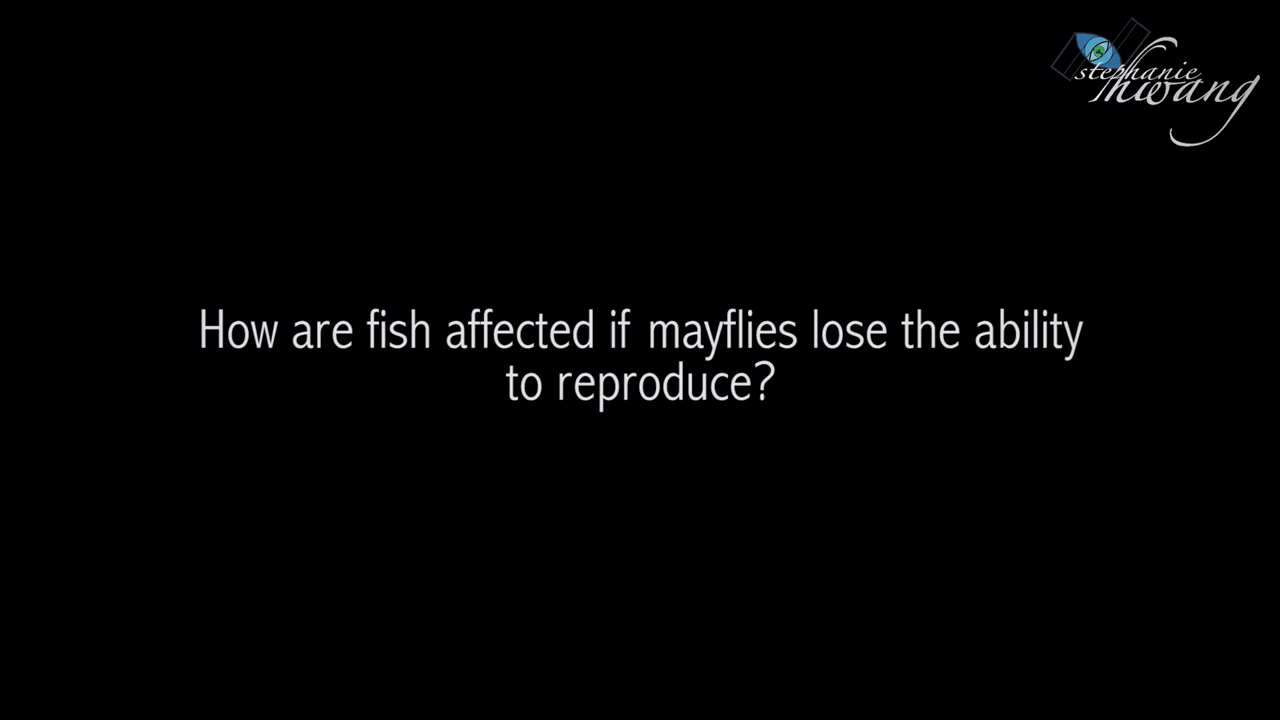 stephanie
hwang
How are fish affected if mayflies lose the ability
to reproduce?